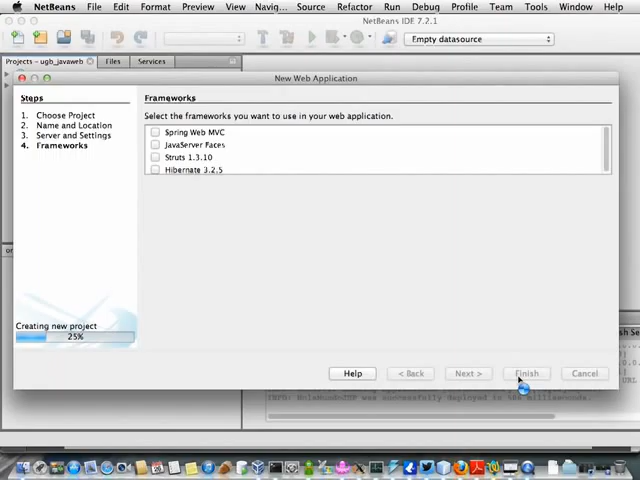 NetBeans File Edit Format Preview View Navig... Source Refactor Run Debug Profile Team Tools Window Help
NetBeans IDE 7.2.1
Empty datasource
Projects - ugb_javaweb Files Services
New Web Application
Steps
1. Choose Project
2. Name and Location
3. Server and Settings
4. Frameworks
Frameworks
Select the frameworks you want to use in your web application.
Spring Web MVC
JavaServer Faces
Struts 1.3.10
Hibernate 3.2.5
Creating new project
25%
Help < Back Next > Finish Cancel
URL